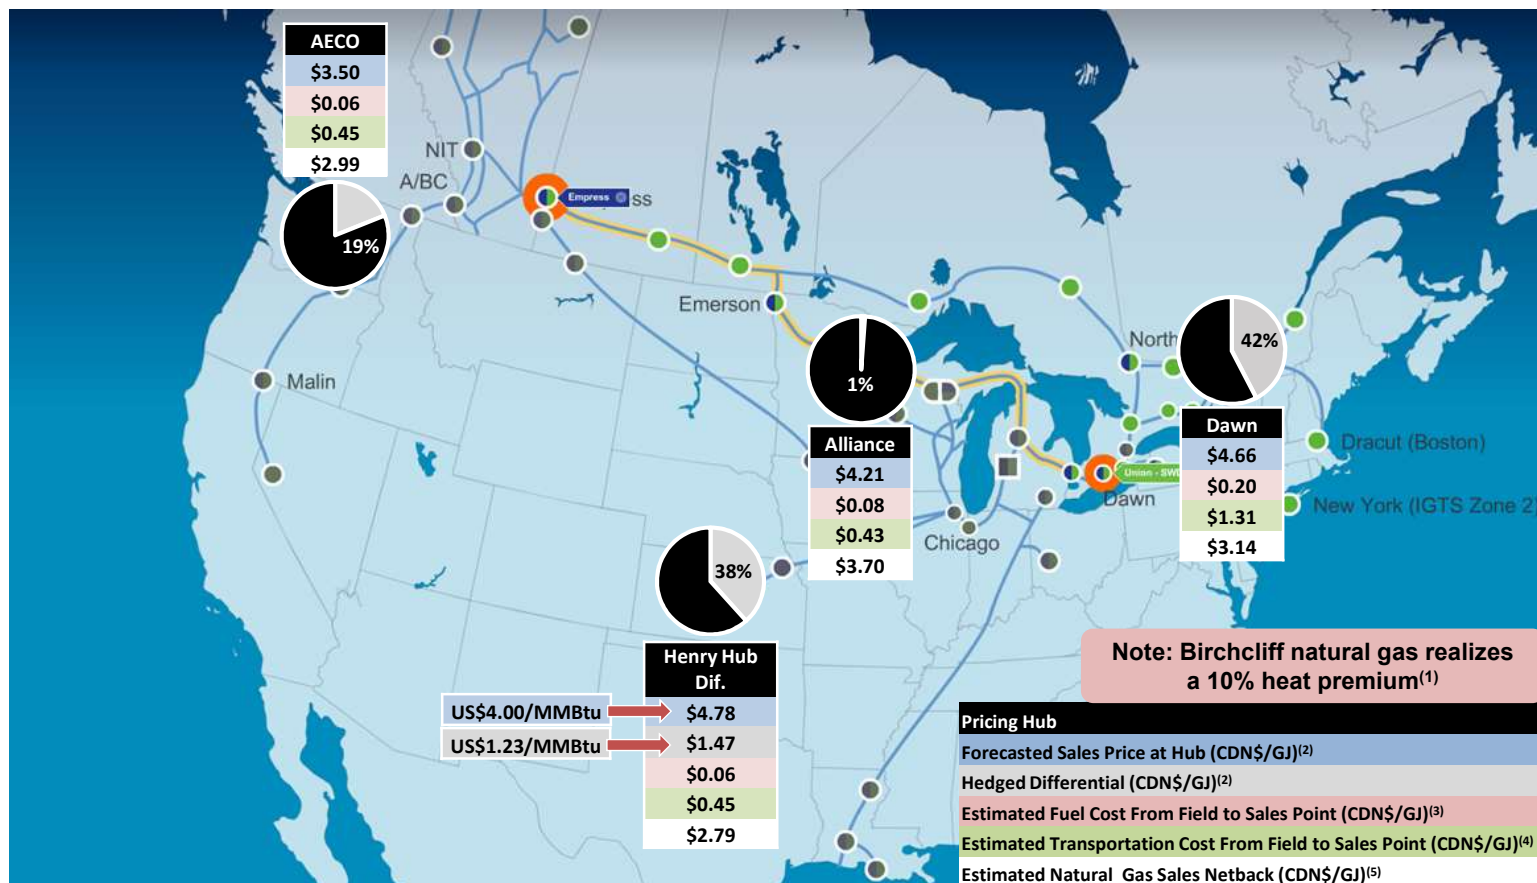 AECO
$3.50
$0.06
$0.45
$2.99
19%
NIT
A/BC
Empress
ss
Emerson
Malin
1%
Alliance
$4.21
$0.08
$0.43
$3.70
North
42%
Dawn
$4.66
$0.20
$1.31
$3.14
Dracut (Boston)
Union - SW
Dawn
New York (IGTS Zone 2
Chicago
38%
Henry Hub
Dif.
US$4.00/MMBtu
$4.78
US$1.23/MMBtu
$1.47
$0.06
$0.45
$2.79
Note: Birchcliff natural gas realizes
a 10% heat premium(1)
Pricing Hub
Forecasted Sales Price at Hub (CDN$/GJ)(2)
Hedged Differential (CDN$/GJ)(2)
Estimated Fuel Cost From Field to Sales Point (CDN$/GJ)(3)
Estimated Transportation Cost From Field to Sales Point (CDN$/GJ)(4)
Estimated Natural Gas Sales Netback (CDN$/GJ)(5)